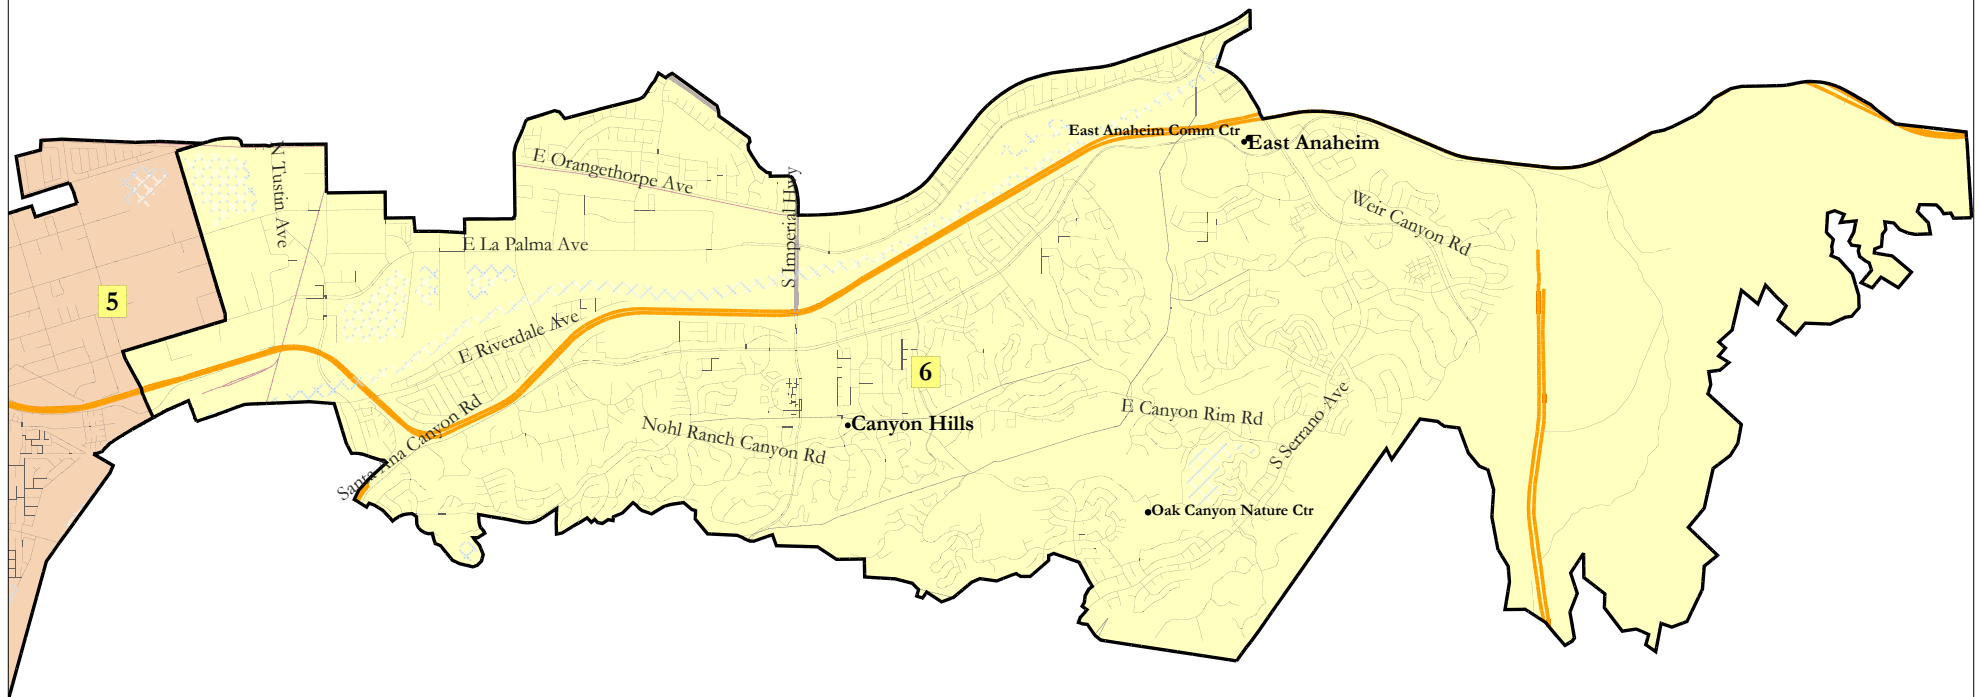 East Anaheim Comm Ctr
East Anaheim
N Tustin Ave
E Orangethorpe Ave
S Imperial Hwy
Weir Canyon Rd
E La Palma Ave
5
E Riverdale Ave
6
Santa Ana Canyon Rd
Nohl Ranch Canyon Rd
Canyon Hills
E Canyon Rim Rd
S Serrano Ave
Oak Canyon Nature Ctr